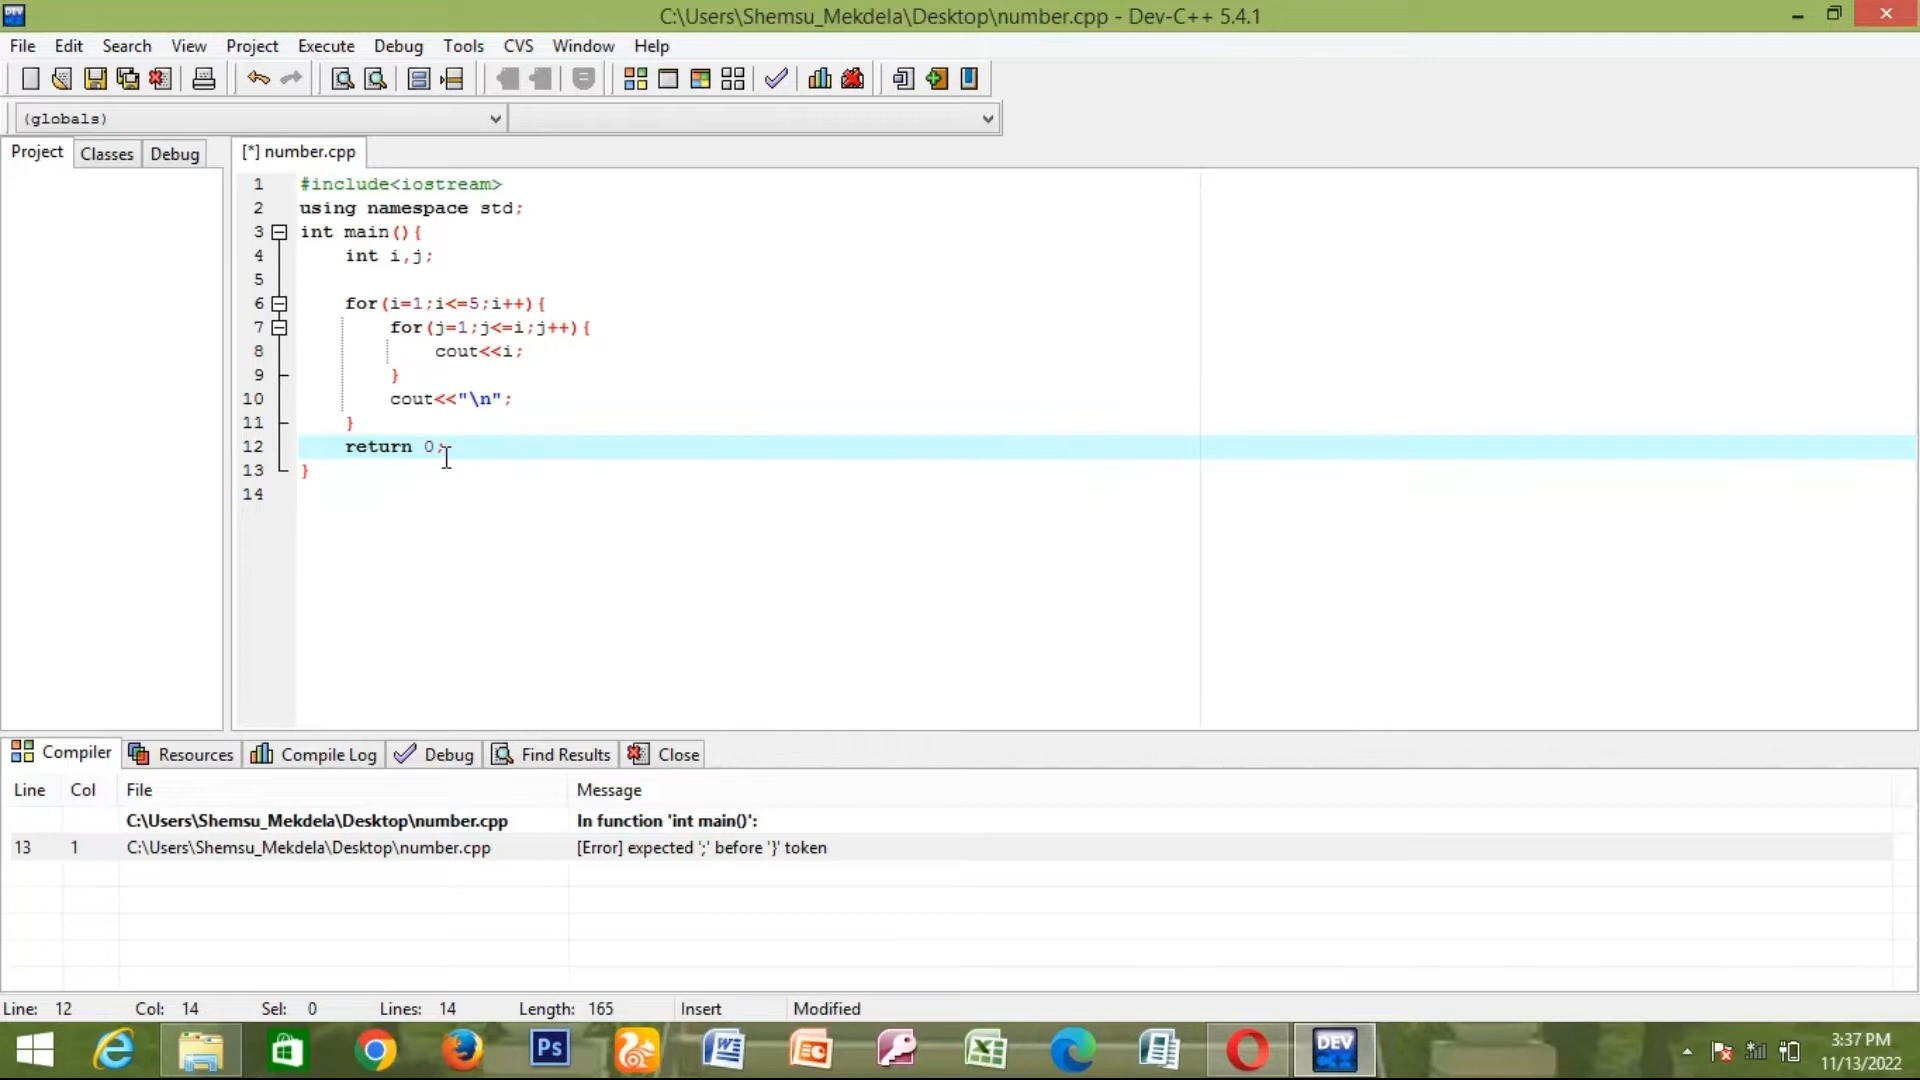 C:\Users\Shemsu_Mekdela\Desktop\number.cpp - Dev-C++ 5.4.1
File Edit Search View Project Execute Debug Tools CVS Window Help
(globals)
Project Classes Debug [*] number.cpp
1 #include<iostream>
2 using namespace std;
3 int main(){
4 int i,j;
5
6 for(i=1;i<=5;i++){
7 for(j=1;j<=i;j++){
8 cout<<i;
9 }
10 cout<<"\n";
11 }
12 return 0;
13 }
14
Compiler Resources Compile Log Debug Find Results Close
Line Col File Message
C:\Users\Shemsu_Mekdela\Desktop\number.cpp In function 'int main()':
13 1 C:\Users\Shemsu_Mekdela\Desktop\number.cpp [Error] expected ';' before '}' token
Line: 12 Col: 14 Sel: 0 Lines: 14 Length: 165 Insert Modified
Ps
DEV C++
3:37 PM
11/13/2022